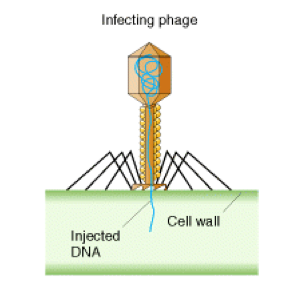 Infecting phage
Cell wall
Injected
DNA